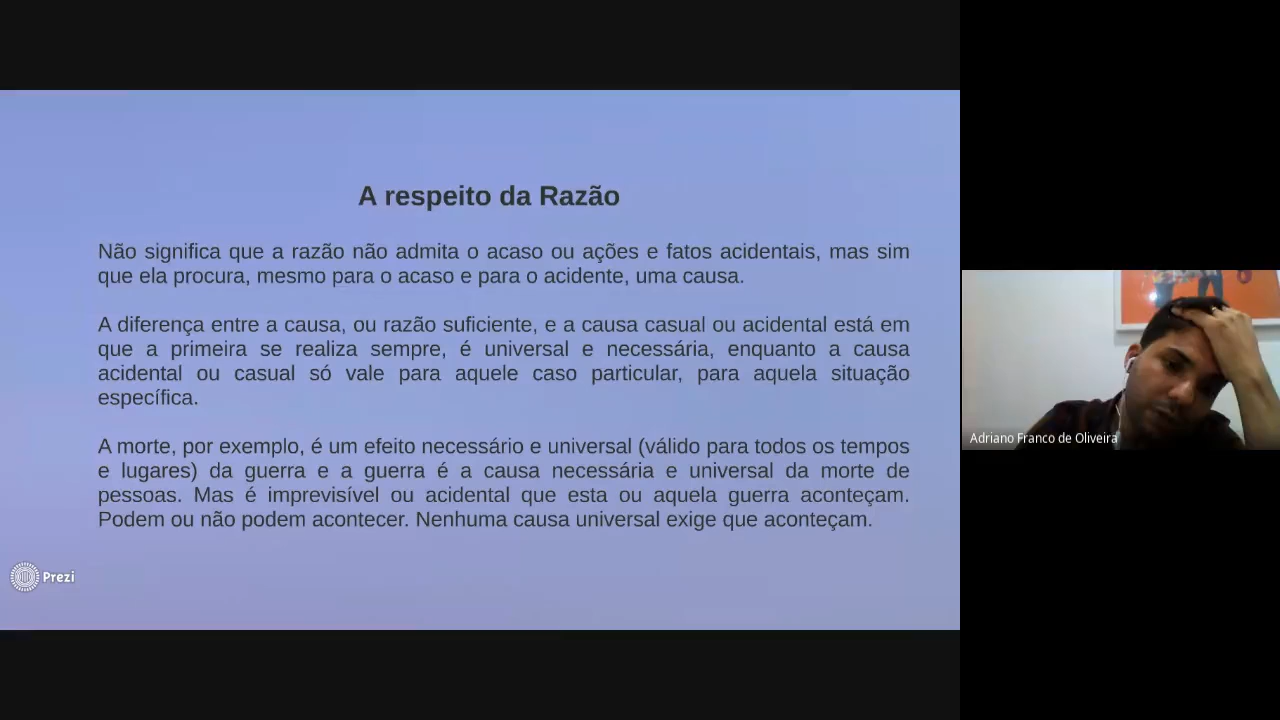 A respeito da Razão
Não significa que a razão não admita o acaso ou ações e fatos acidentais, mas sim
que ela procura, mesmo para o acaso e para o acidente, uma causa.
A diferença entre a causa, ou razão suficiente, e a causa casual ou acidental está em
que a primeira se realiza sempre, é universal e necessária, enquanto a causa
acidental ou casual só vale para aquele caso particular, para aquela situação
específica.
A morte, por exemplo, é um efeito necessário e universal (válido para todos os tempos
e lugares) da guerra e a guerra é a causa necessária e universal da morte de
pessoas. Mas é imprevisível ou acidental que esta ou aquela guerra aconteçam.
Podem ou não podem acontecer. Nenhuma causa universal exige que aconteçam.
Prezi
Adriano Franco de Oliveira